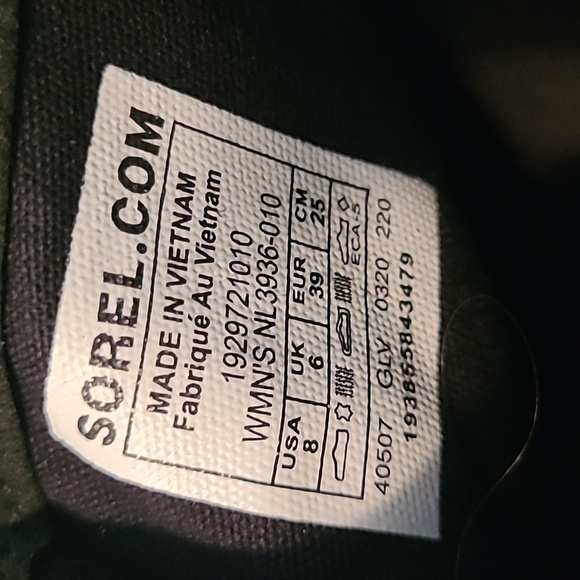 SOREL.COM
MADE IN VIETNAM
Fabriqué Au Vietnam
1929721010
WMN'S NL3936-010
USA UK EUR CM
8 6 39 25
ECA-5
40507 GLV 0320 220
193855843479